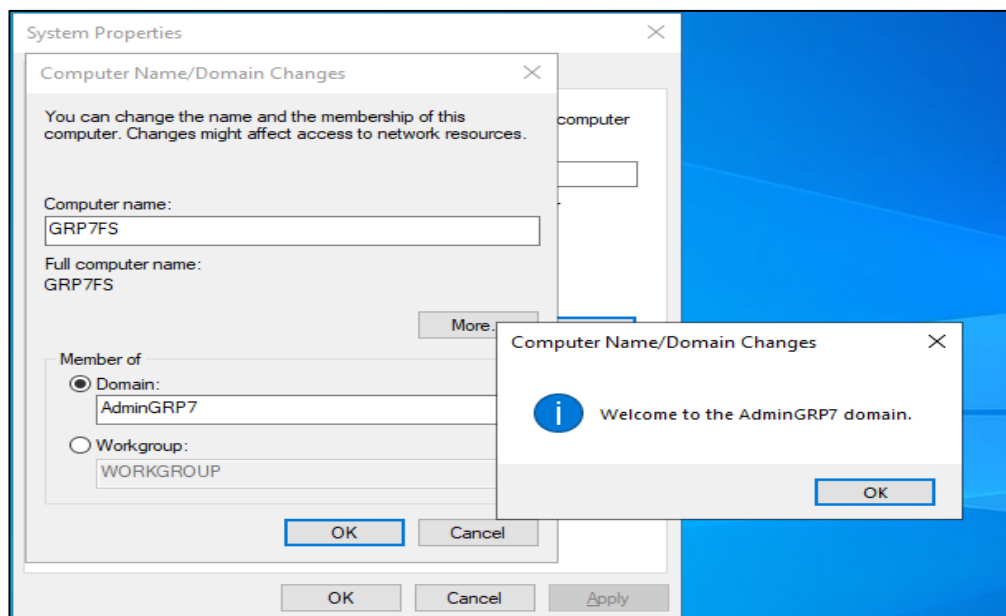 System Properties
Computer Name/Domain Changes
You can change the name and the membership of this
computer. Changes might affect access to network resources.
computer
Computer name:
GRP7FS
Full computer name:
GRP7FS
More...
Member of
Domain:
AdminGRP7
Workgroup:
WORKGROUP
OK
Cancel
Computer Name/Domain Changes
Welcome to the AdminGRP7 domain.
OK
OK
Cancel
Apply